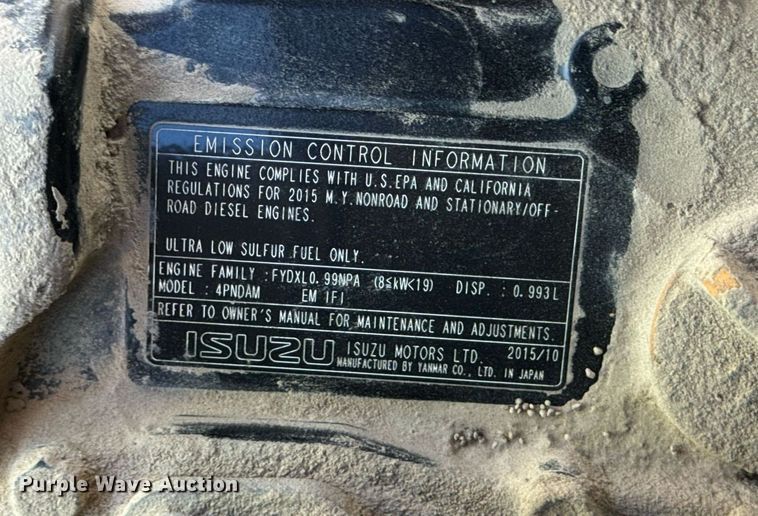 EMISSION CONTROL INFORMATION
THIS ENGINE COMPLIES WITH U.S.EPA AND CALIFORNIA
REGULATIONS FOR 2015 M.Y.NONROAD AND STATIONARY/OFF-
ROAD DIESEL ENGINES.
ULTRA LOW SULFUR FUEL ONLY.
ENGINE FAMILY : FYDXL0.99NPA (8≤kW<19) DISP. : 0.993L
MODEL : 4PNDAM EM IFI
REFER TO OWNER'S MANUAL FOR MAINTENANCE AND ADJUSTMENTS.
ISUZU ISUZU MOTORS LTD. 2015/10
MANUFACTURED BY YANMAR CO., LTD. IN JAPAN
Purple Wave Auction